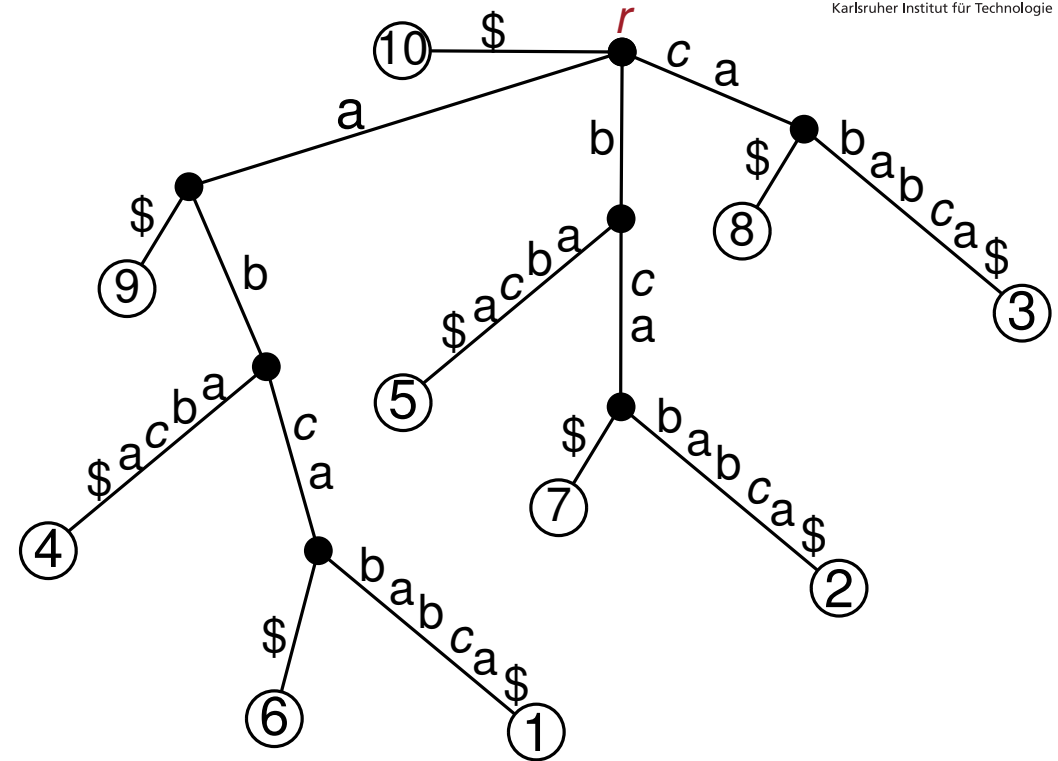 Karlsruher Institut für Technologie
r
10
$
c a
a
b
$
b a b c a $
8
3
$
9
b
a b c a $
5
c
a
a b c a $
4
c
a
$
7
b a b c a $
2
$
6
b a b c a $
1